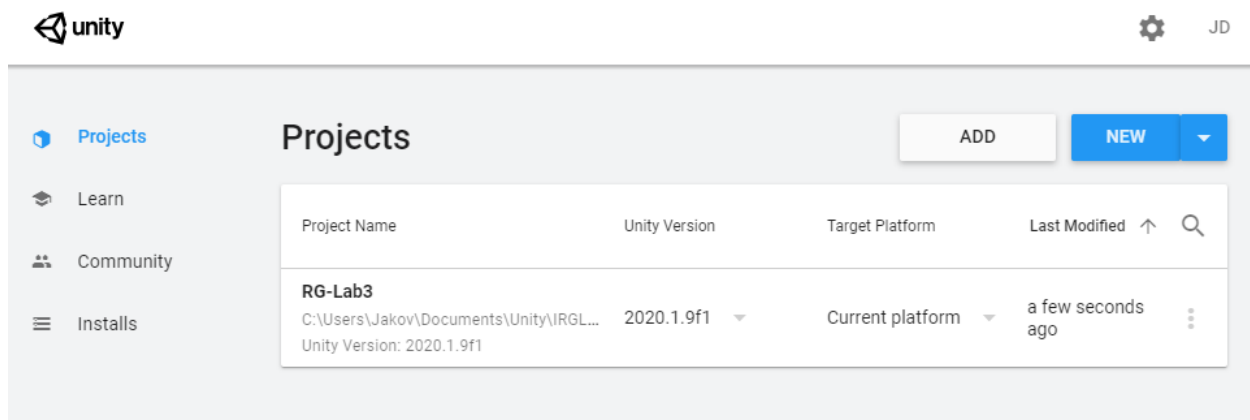 unity
JD
Projects
Learn
Community
Installs
Projects
ADD
NEW
Project Name
Unity Version
Target Platform
Last Modified
RG-Lab3
C:\Users\Jakov\Documents\Unity\IRGL...
Unity Version: 2020.1.9f1
2020.1.9f1
Current platform
a few seconds
ago